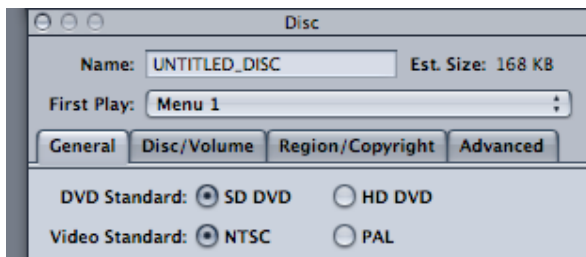 Disc
Name: UNTITLED_DISC Est. Size: 168 KB
First Play: Menu 1
General Disc/Volume Region/Copyright Advanced
DVD Standard: SD DVD HD DVD
Video Standard: NTSC PAL